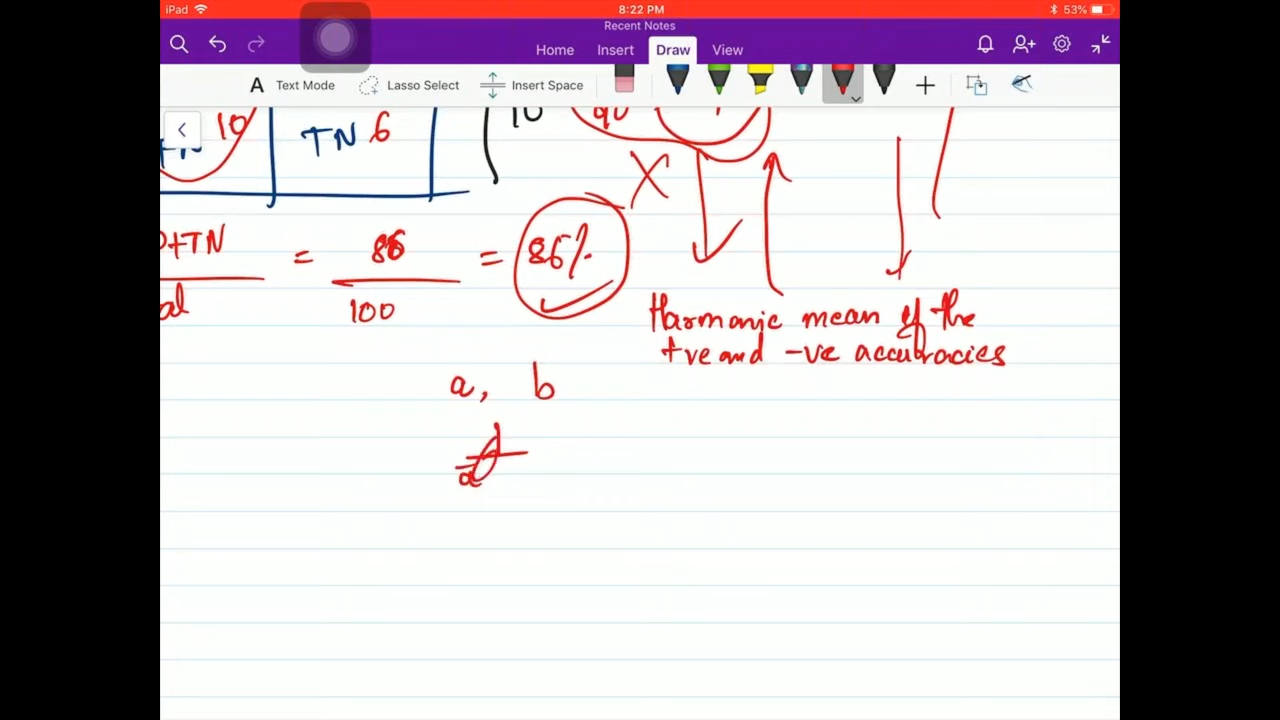 iPad 8:22 PM 53%
Recent Notes
Home Insert Draw View
A Text Mode Lasso Select Insert Space
10 TN 6 10 90
+TN = 86 = 86%
100
X
Harmonic mean of the
+ve and -ve accuracies
a, b